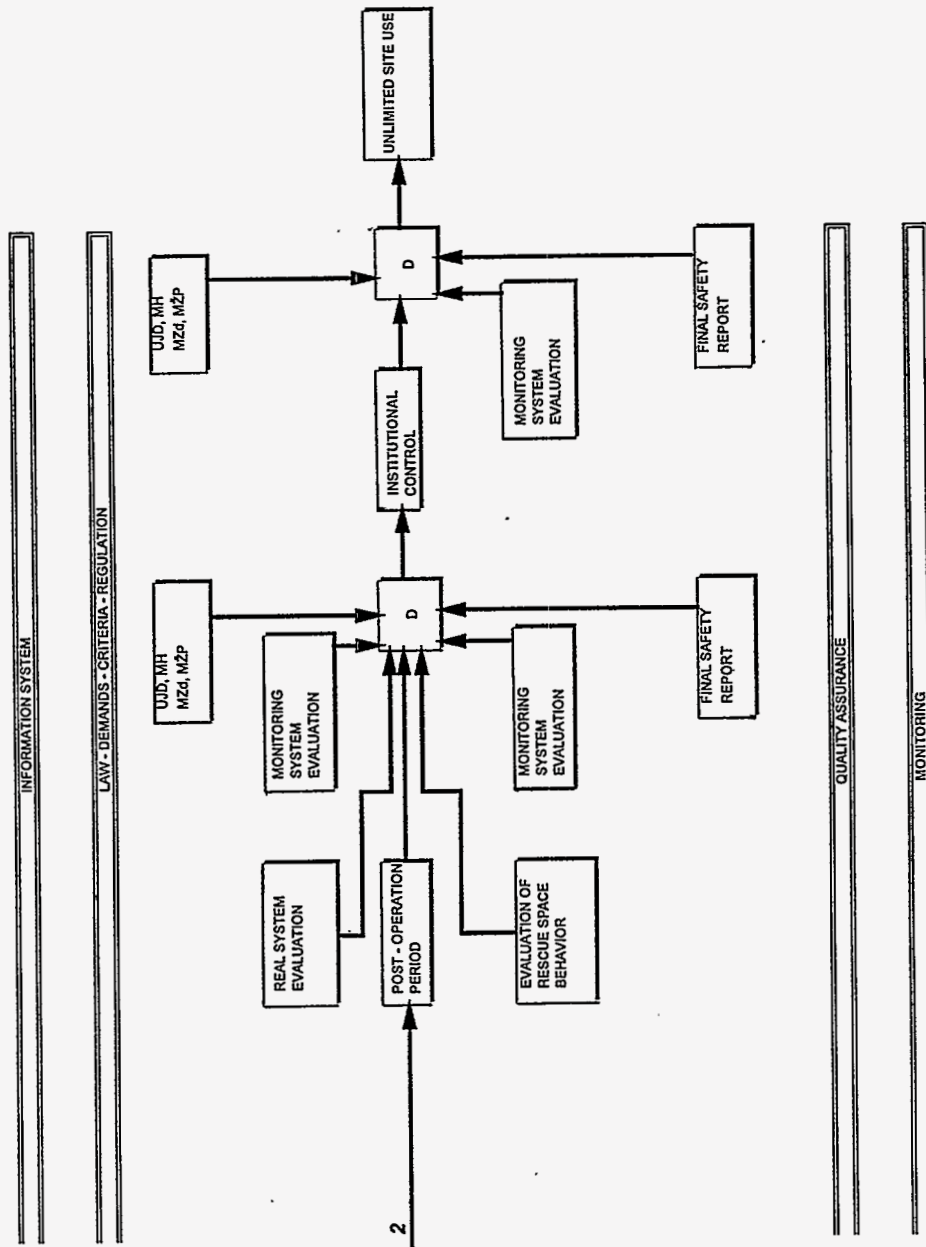 INFORMATION SYSTEM
LAW - DEMANDS - CRITERIA - REGULATION
UJD, MH
MZd, MŽP
UJD, MH
MZd, MŽP
REAL SYSTEM
EVALUATION
MONITORING
SYSTEM
EVALUATION
2
POST - OPERATION
PERIOD
D
INSTITUTIONAL
CONTROL
D
UNLIMITED SITE USE
EVALUATION OF
RESCUE SPACE
BEHAVIOR
MONITORING
SYSTEM
EVALUATION
MONITORING
SYSTEM
EVALUATION
FINAL SAFETY
REPORT
FINAL SAFETY
REPORT
QUALITY ASSURANCE
MONITORING